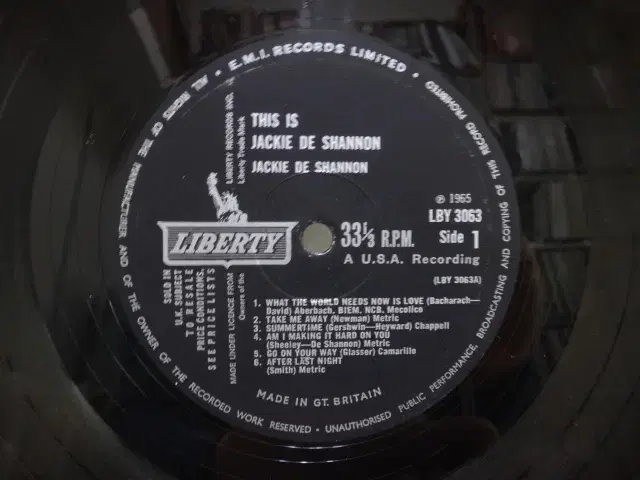 E.M.I. RECORDS LIMITED.
ALL RIGHTS OF THE MANUFACTURER AND OF THE OWNER OF THE RECORDED WORK RESERVED • UNAUTHORISED PUBLIC PERFORMANCE, BROADCASTING AND COPYING OF THIS RECORD PROHIBITED
THIS IS
JACKIE DE SHANNON
JACKIE DE SHANNON
LIBERTY RECORDS INC.
Liberty Trade Mark
LIBERTY
33⅓ R.P.M.
A U.S.A. Recording
℗ 1965
LBY 3063
Side 1
(LBY 3063A)
SOLD IN
U.K. SUBJECT
TO RESALE
PRICE CONDITIONS,
SEE PRICE LISTS
MADE UNDER LICENCE FROM
Owners of the
1. WHAT THE WORLD NEEDS NOW IS LOVE (Bacharach—
David) Aberbach. BIEM. NCB. Mecolico
2. TAKE ME AWAY (Newman) Metric
3. SUMMERTIME (Gershwin—Heyward) Chappell
4. AM I MAKING IT HARD ON YOU
(Sheeley—De Shannon) Metric
5. GO ON YOUR WAY (Glasser) Camarillo
6. AFTER LAST NIGHT
(Smith) Metric
MADE IN GT. BRITAIN